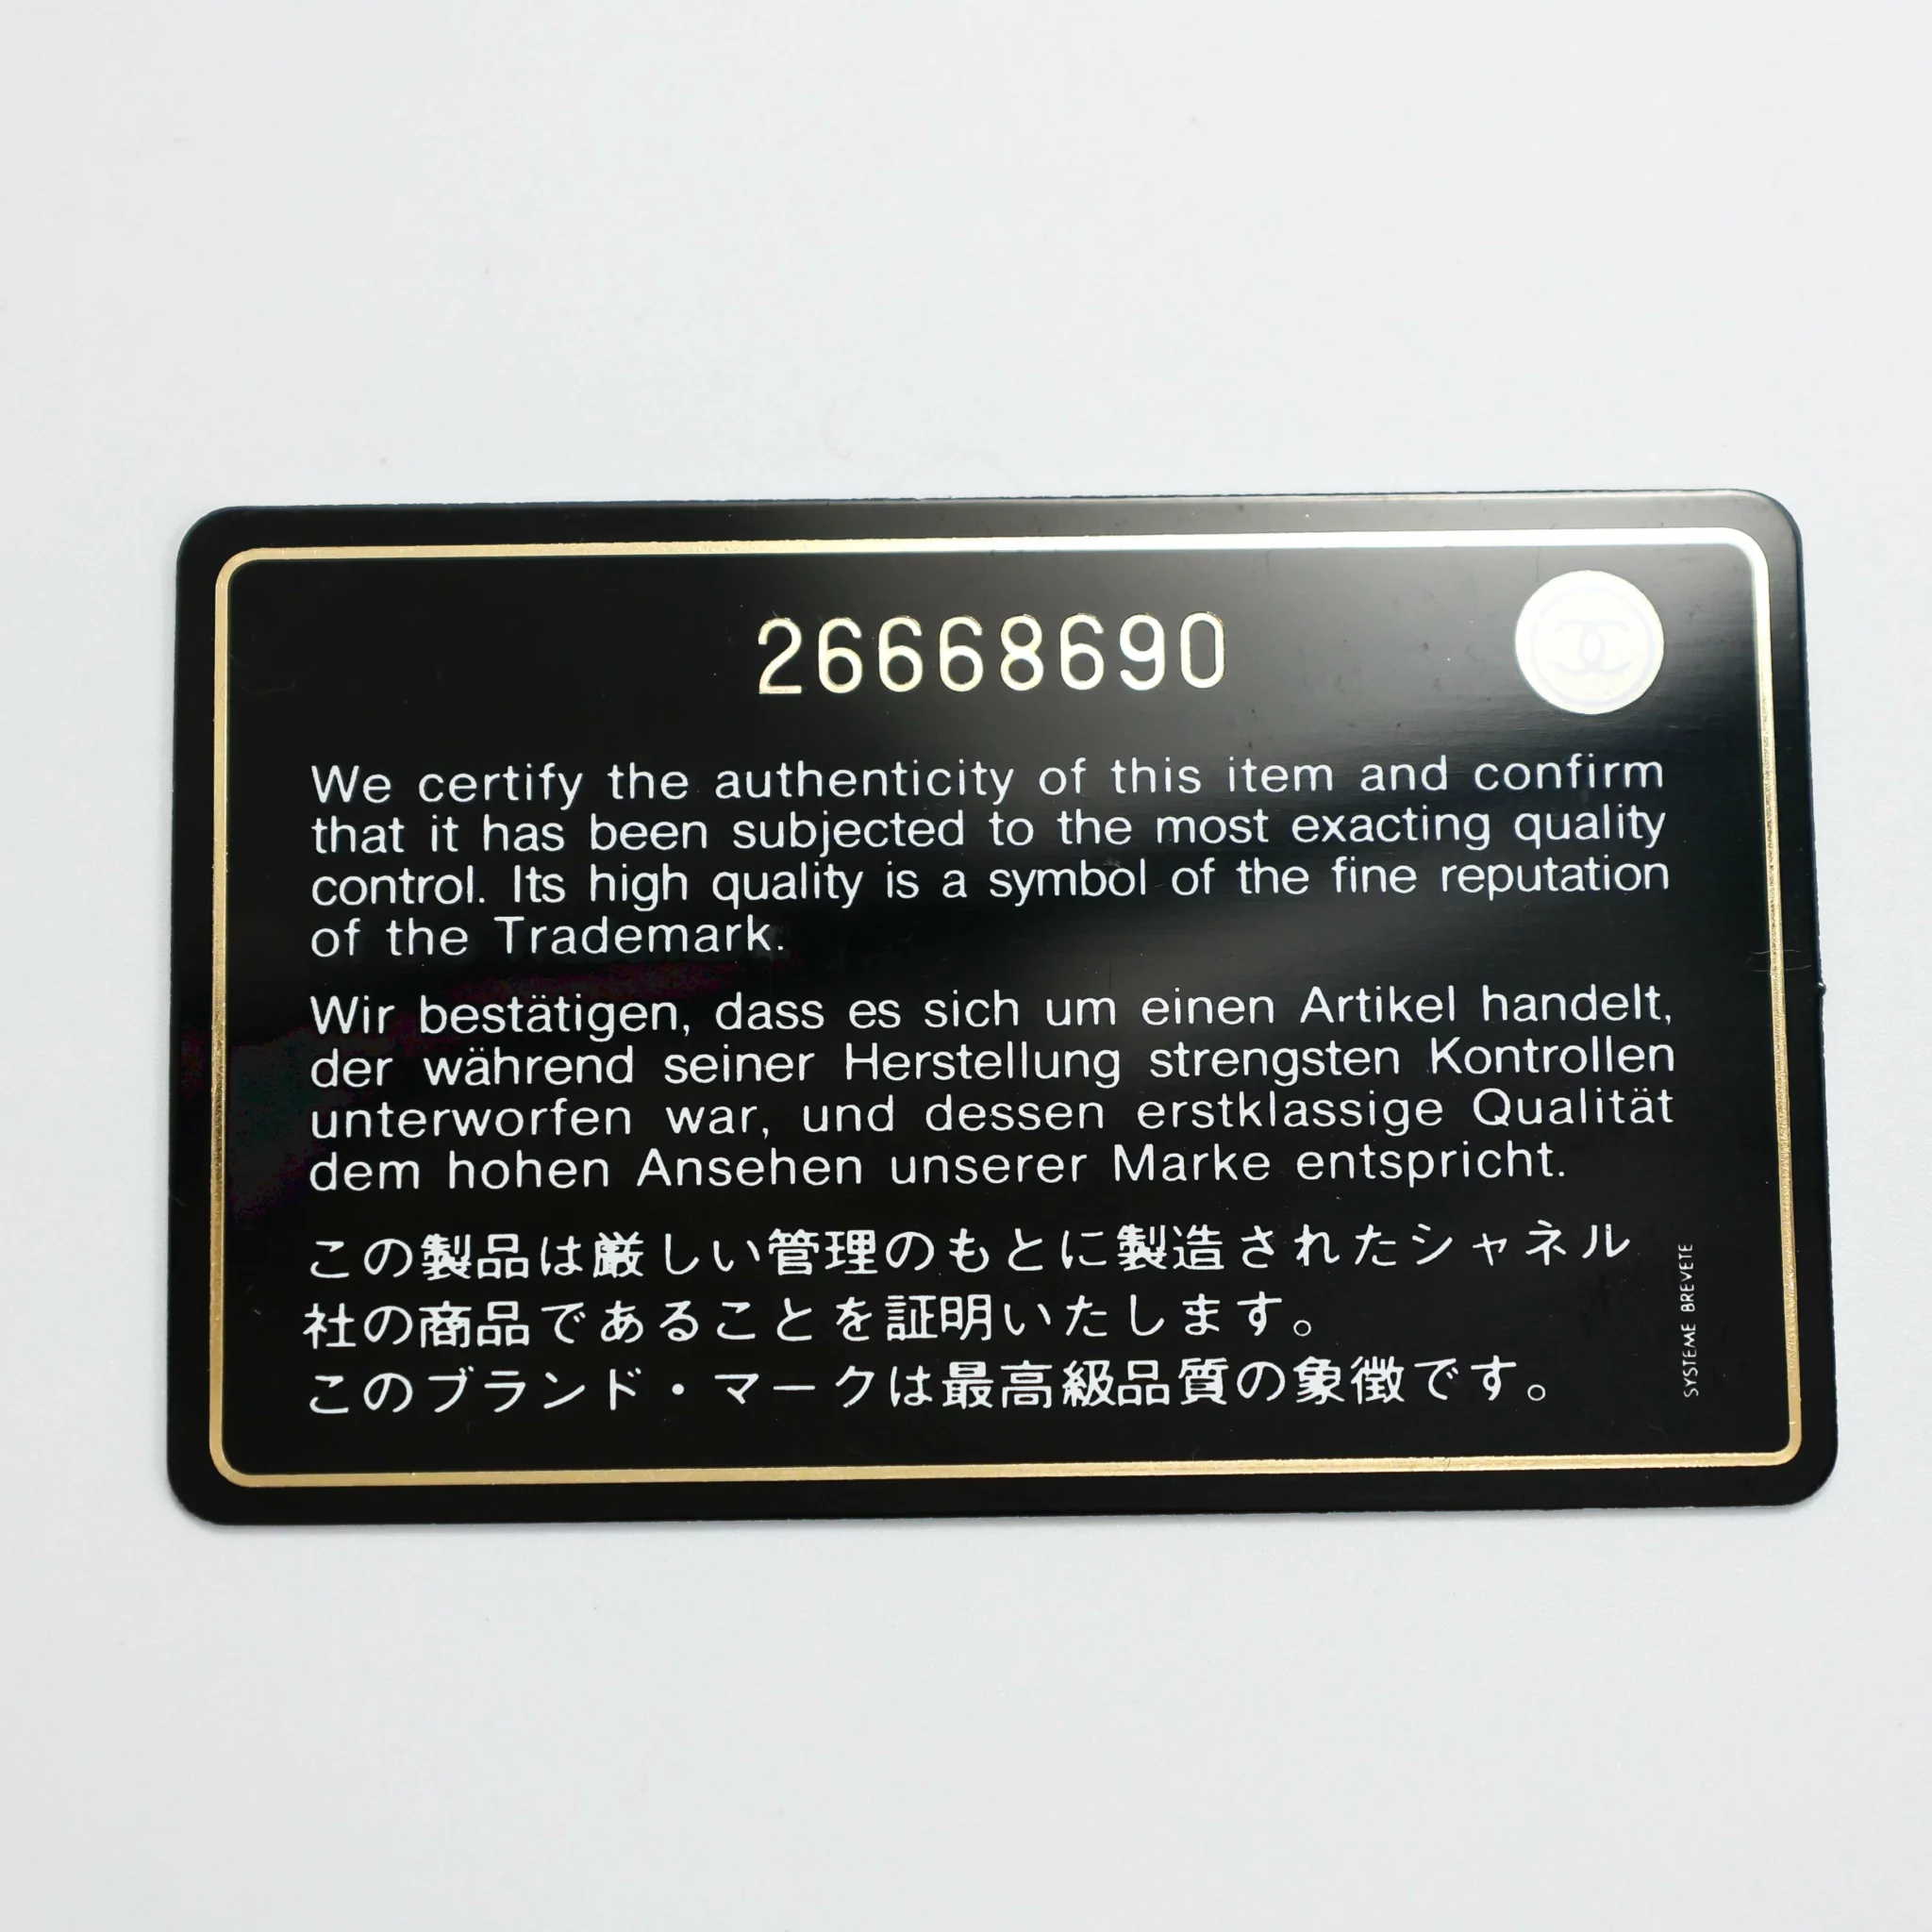 26668690
We certify the authenticity of this item and confirm
that it has been subjected to the most exacting quality
control. Its high quality is a symbol of the fine reputation
of the Trademark.
Wir bestätigen, dass es sich um einen Artikel handelt,
der während seiner Herstellung strengsten Kontrollen
unterworfen war, und dessen erstklassige Qualität
dem hohen Ansehen unserer Marke entspricht.
この製品は厳しい管理のもとに製造されたシャネル
社の商品であることを証明いたします。
このブランド・マークは最高級品質の象徴です。
SYSTEME BREVETE